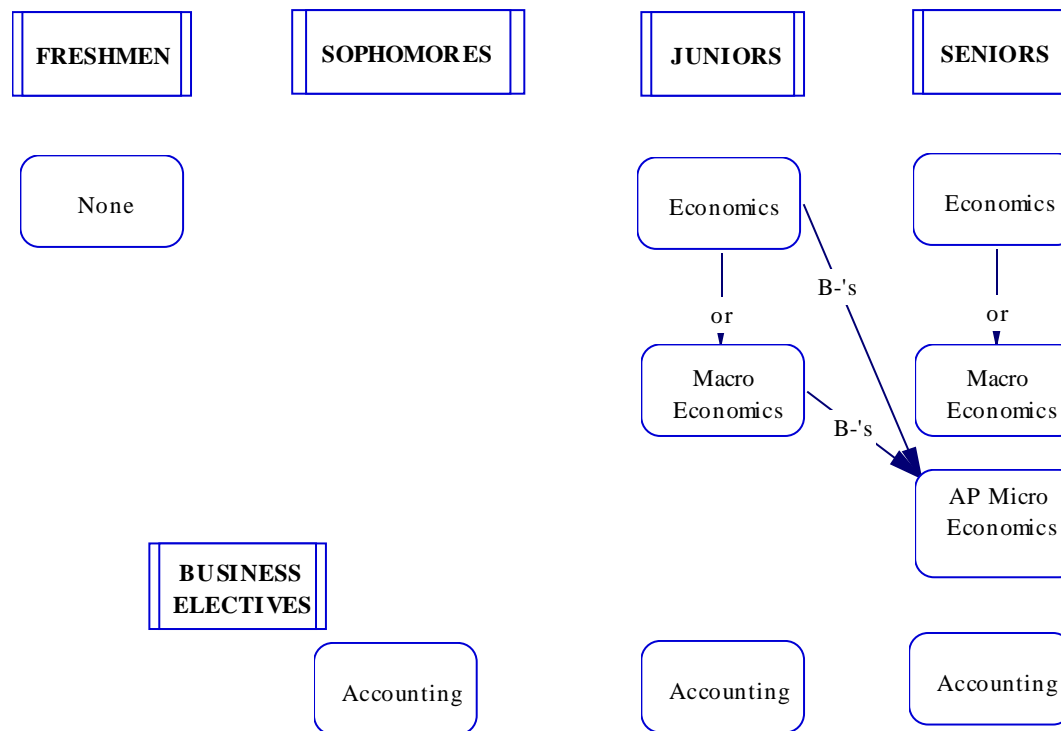 FRESHMEN
SOPHOMORES
JUNIORS
SENIORS
None
Economics
Economics
B-'s
or
or
Macro
Economics
Macro
Economics
B-'s
AP Micro
Economics
BUSINESS
ELECTIVES
Accounting
Accounting
Accounting